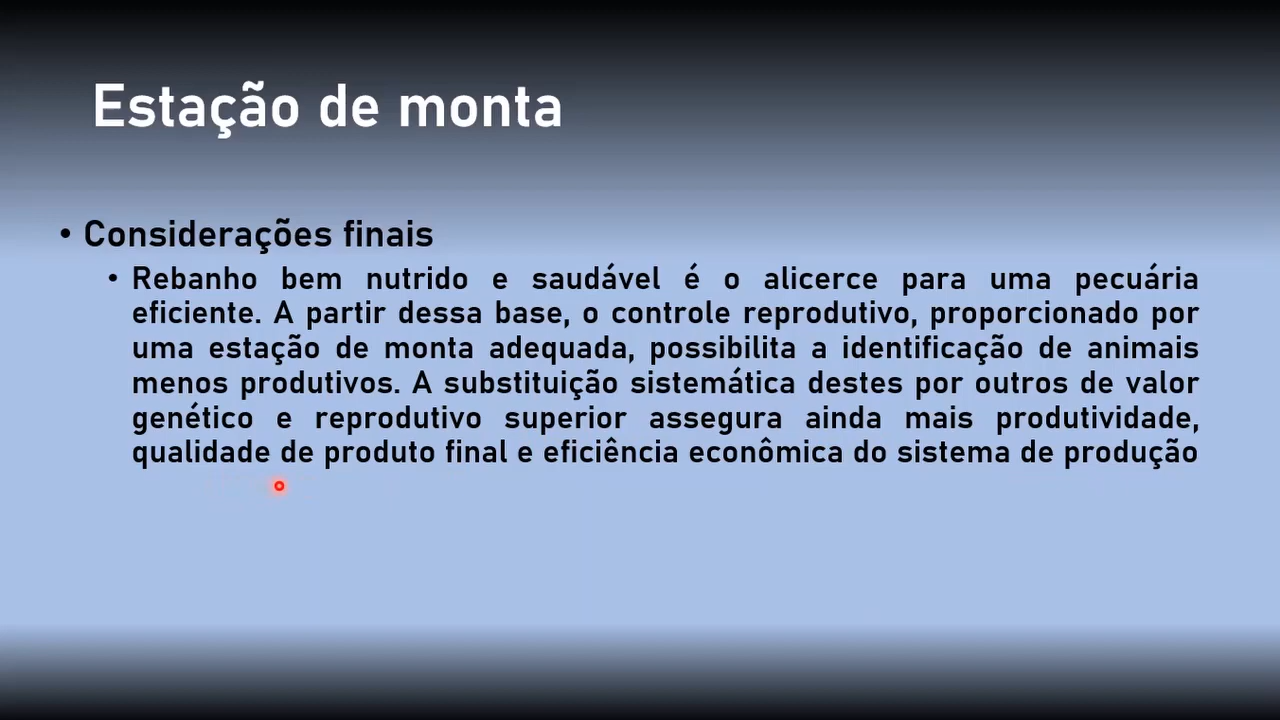 Estação de monta
• Considerações finais
• Rebanho bem nutrido e saudável é o alicerce para uma pecuária
eficiente. A partir dessa base, o controle reprodutivo, proporcionado por
uma estação de monta adequada, possibilita a identificação de animais
menos produtivos. A substituição sistemática destes por outros de valor
genético e reprodutivo superior assegura ainda mais produtividade,
qualidade de produto final e eficiência econômica do sistema de produção